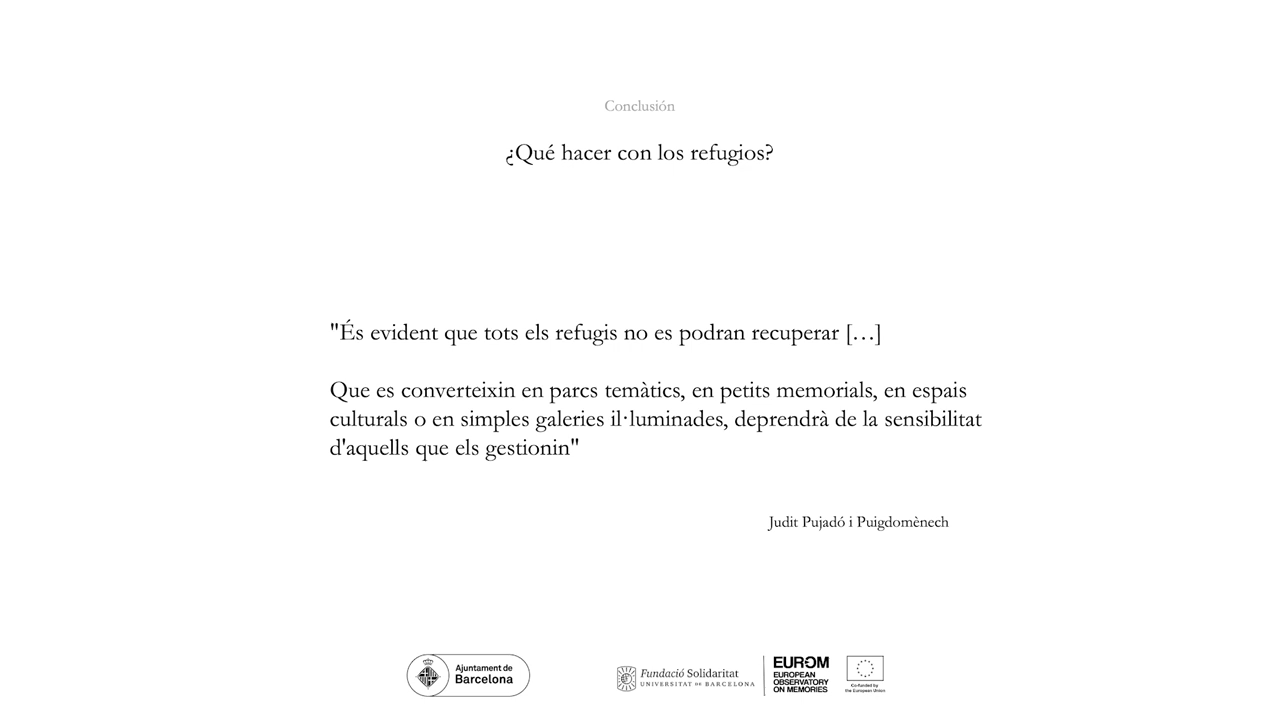 Conclusión
¿Qué hacer con los refugios?
"És evident que tots els refugis no es podran recuperar […]
Que es converteixin en parcs temàtics, en petits memorials, en espais
culturals o en simples galeries il·luminades, deprendrà de la sensibilitat
d'aquells que els gestionin"
Judit Pujadó i Puigdomènech
Ajuntament de
Barcelona
Fundació Solidaritat
UNIVERSITAT DE BARCELONA
EUROM
EUROPEAN
OBSERVATORY
ON MEMORIES
Co-funded by
the European Union